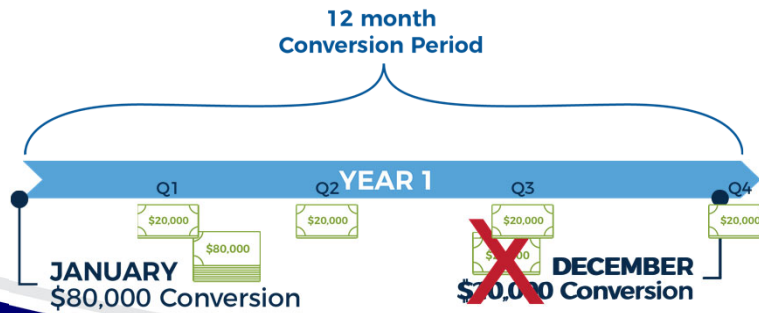 12 month
Conversion Period
YEAR 1
Q1
Q2
Q3
Q4
$20,000
$20,000
$20,000
$20,000
$80,000
JANUARY
$80,000 Conversion
DECEMBER
Conversion